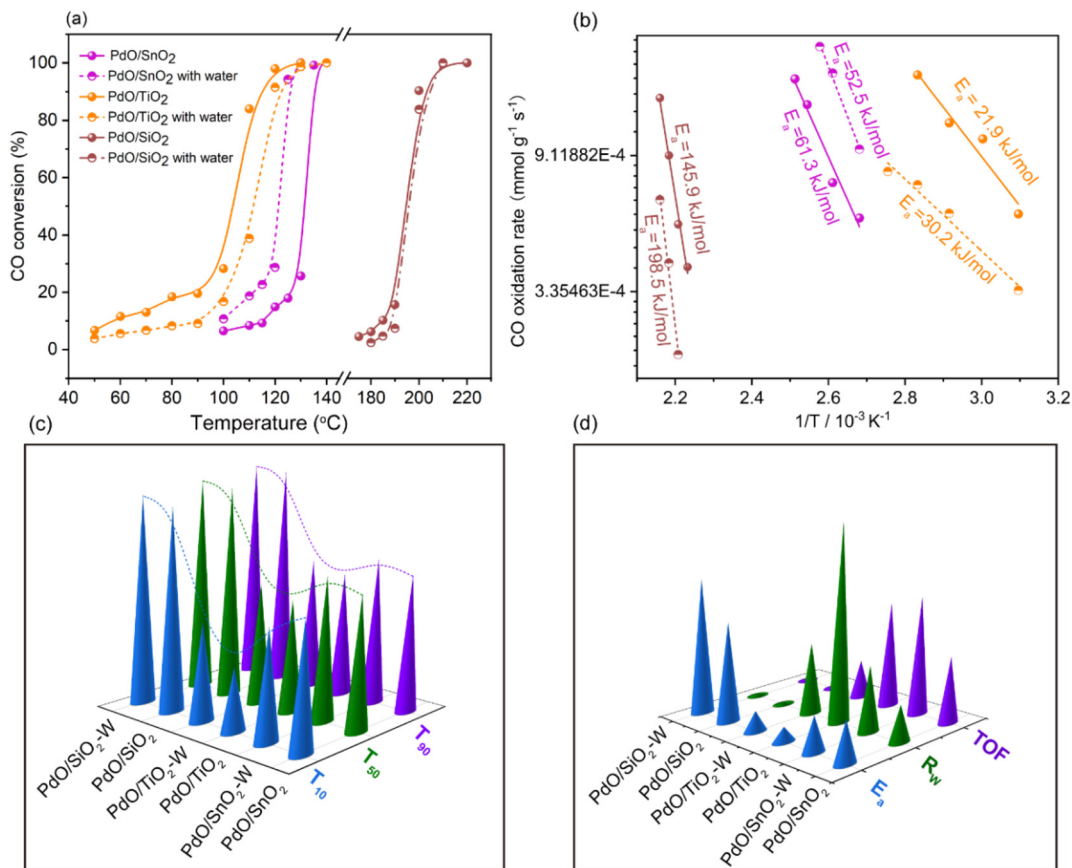 (a)
CO conversion (%)
100
80
60
40
20
0
PdO/SnO₂
PdO/SnO₂ with water
PdO/TiO₂
PdO/TiO₂ with water
PdO/SiO₂
PdO/SiO₂ with water
40 60 80 100 120 140 180 200 220
Temperature (°C)
(b)
CO oxidation rate (mmol g⁻¹ s⁻¹)
9.11882E-4
3.35463E-4
Eₐ=145.9 kJ/mol
Eₐ=198.5 kJ/mol
Eₐ=61.3 kJ/mol
Eₐ=52.5 kJ/mol
Eₐ=21.9 kJ/mol
Eₐ=30.2 kJ/mol
2.2 2.4 2.6 2.8 3.0 3.2
1/T / 10⁻³ K⁻¹
(c)
PdO/SiO₂-W
PdO/SiO₂
PdO/TiO₂-W
PdO/TiO₂
PdO/SnO₂-W
PdO/SnO₂
T₁₀
T₅₀
T₉₀
(d)
PdO/SiO₂-W
PdO/SiO₂
PdO/TiO₂-W
PdO/TiO₂
PdO/SnO₂-W
PdO/SnO₂
Eₐ
R_W
TOF